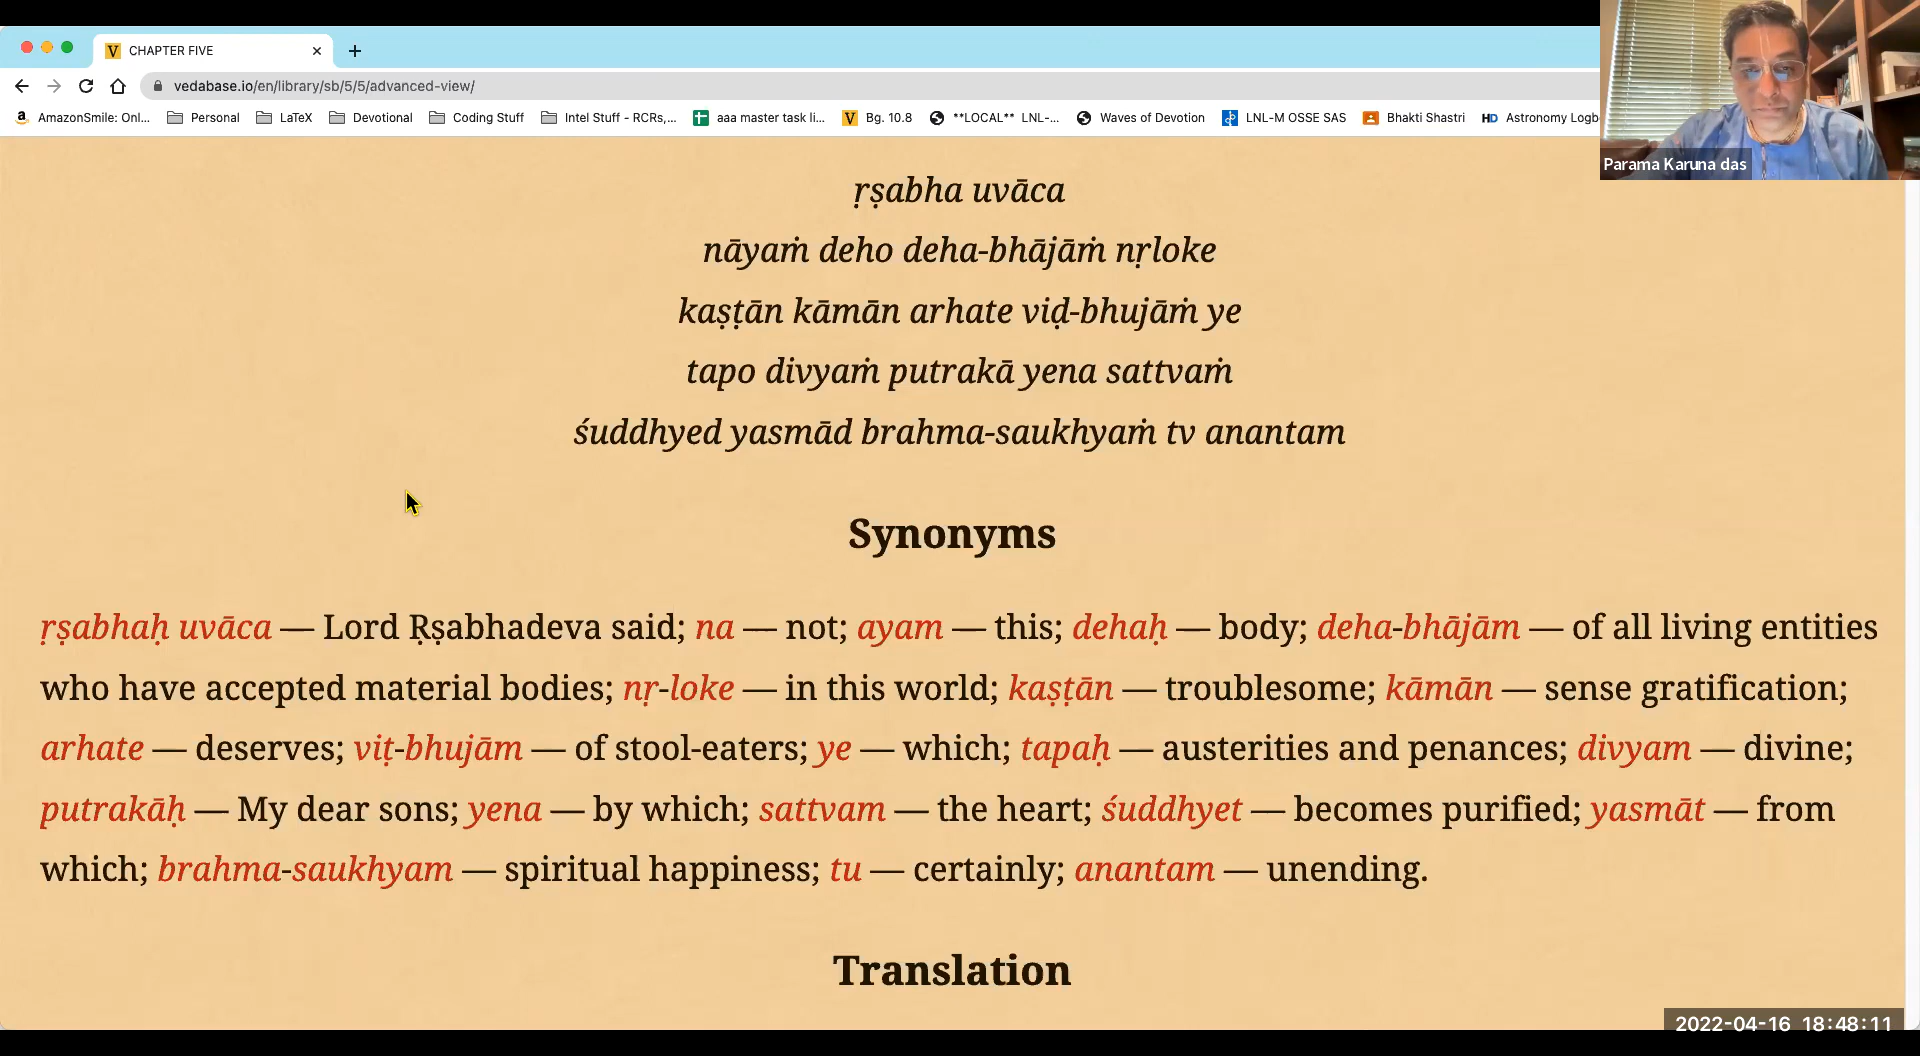 CHAPTER FIVE
vedabase.io/en/library/sb/5/5/advanced-view/
AmazonSmile: Onl... Personal LaTeX Devotional Coding Stuff Intel Stuff - RCRs,... aaa master task li... Bg. 10.8 **LOCAL** LNL-... Waves of Devotion LNL-M OSSE SAS Bhakti Shastri HD Astronomy Logb
Parama Karuna das
ṛṣabha uvāca
nāyaṁ deho deha-bhājāṁ nṛloke
kaṣṭān kāmān arhate viḍ-bhujāṁ ye
tapo divyaṁ putrakā yena sattvaṁ
śuddhyed yasmād brahma-saukhyaṁ tv anantam
Synonyms
ṛṣabhaḥ uvāca — Lord Ṛṣabhadeva said; na — not; ayam — this; dehaḥ — body; deha-bhājām — of all living entities
who have accepted material bodies; nṛ-loke — in this world; kaṣṭān — troublesome; kāmān — sense gratification;
arhate — deserves; viṭ-bhujām — of stool-eaters; ye — which; tapaḥ — austerities and penances; divyam — divine;
putrakāḥ — My dear sons; yena — by which; sattvam — the heart; śuddhyet — becomes purified; yasmāt — from
which; brahma-saukhyam — spiritual happiness; tu — certainly; anantam — unending.
Translation
2022-04-16 18:48:11